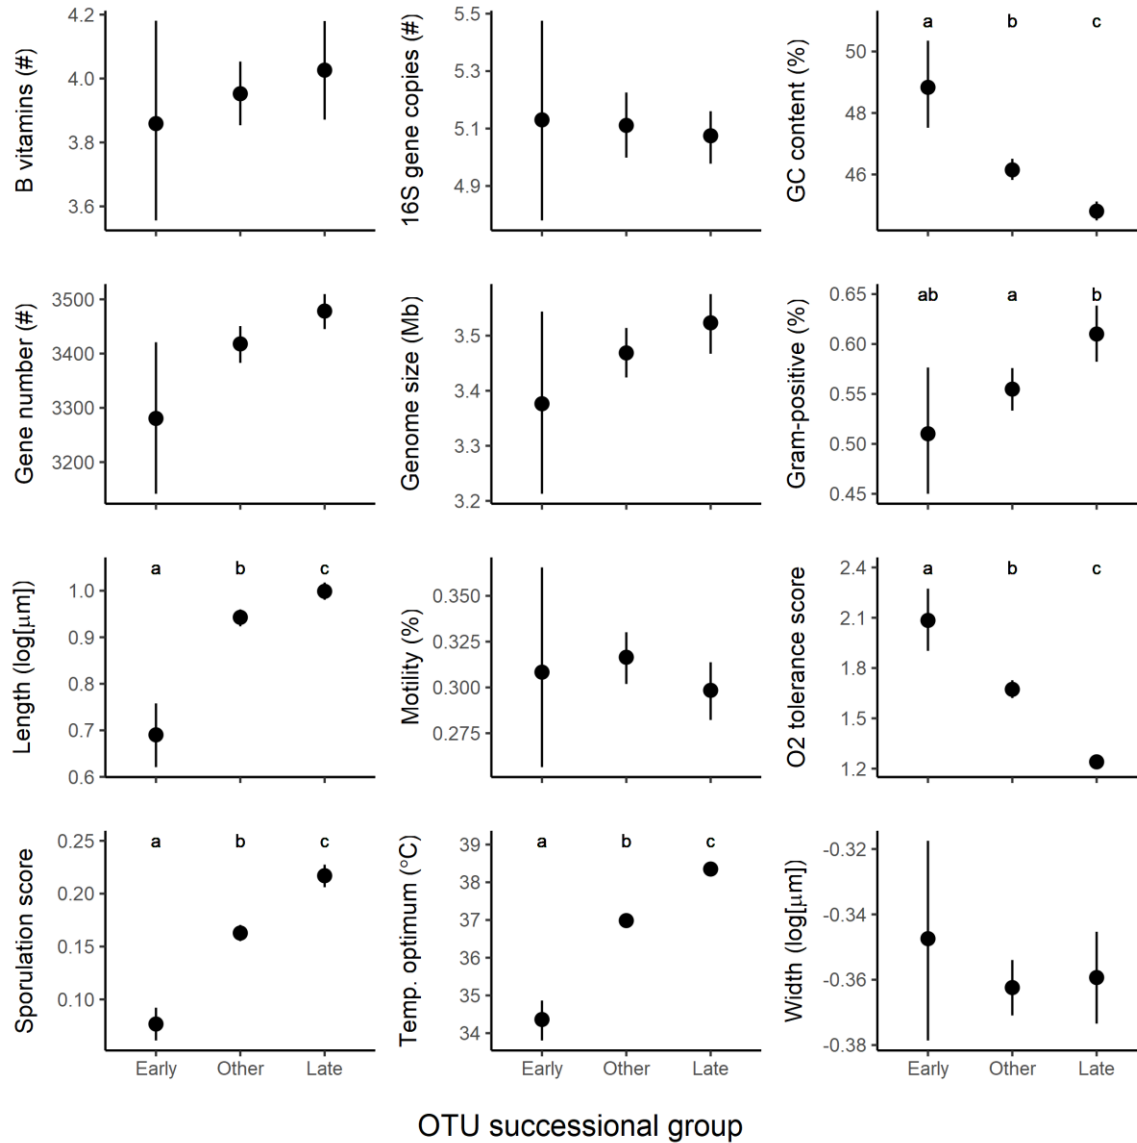 B vitamins (#)
4.2
4.0
3.8
3.6
16S gene copies (#)
5.5
5.3
5.1
4.9
GC content (%)
50
48
46
a b c
Gene number (#)
3500
3400
3300
3200
Genome size (Mb)
3.5
3.4
3.3
3.2
Gram-positive (%)
0.65
0.60
0.55
0.50
0.45
ab a b
Length (log[μm])
1.0
0.9
0.8
0.7
0.6
a b c
Motility (%)
0.350
0.325
0.300
0.275
O2 tolerance score
2.4
2.1
1.8
1.5
1.2
a b c
Sporulation score
0.25
0.20
0.15
0.10
a b c
Early Other Late
Temp. optimum (°C)
39
38
37
36
35
34
a b c
Early Other Late
Width (log[μm])
-0.32
-0.34
-0.36
-0.38
Early Other Late
OTU successional group